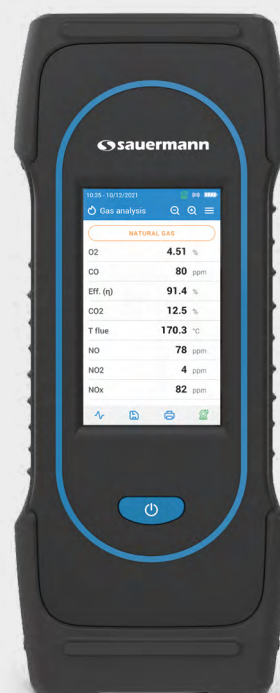 sauermann
10:35 - 10/12/2021
Gas analysis
NATURAL GAS
O2 4.51 %
CO 80 ppm
Eff. (η) 91.4 %
CO2 12.5 %
T flue 170.3 °C
NO 78 ppm
NO2 4 ppm
NOx 82 ppm